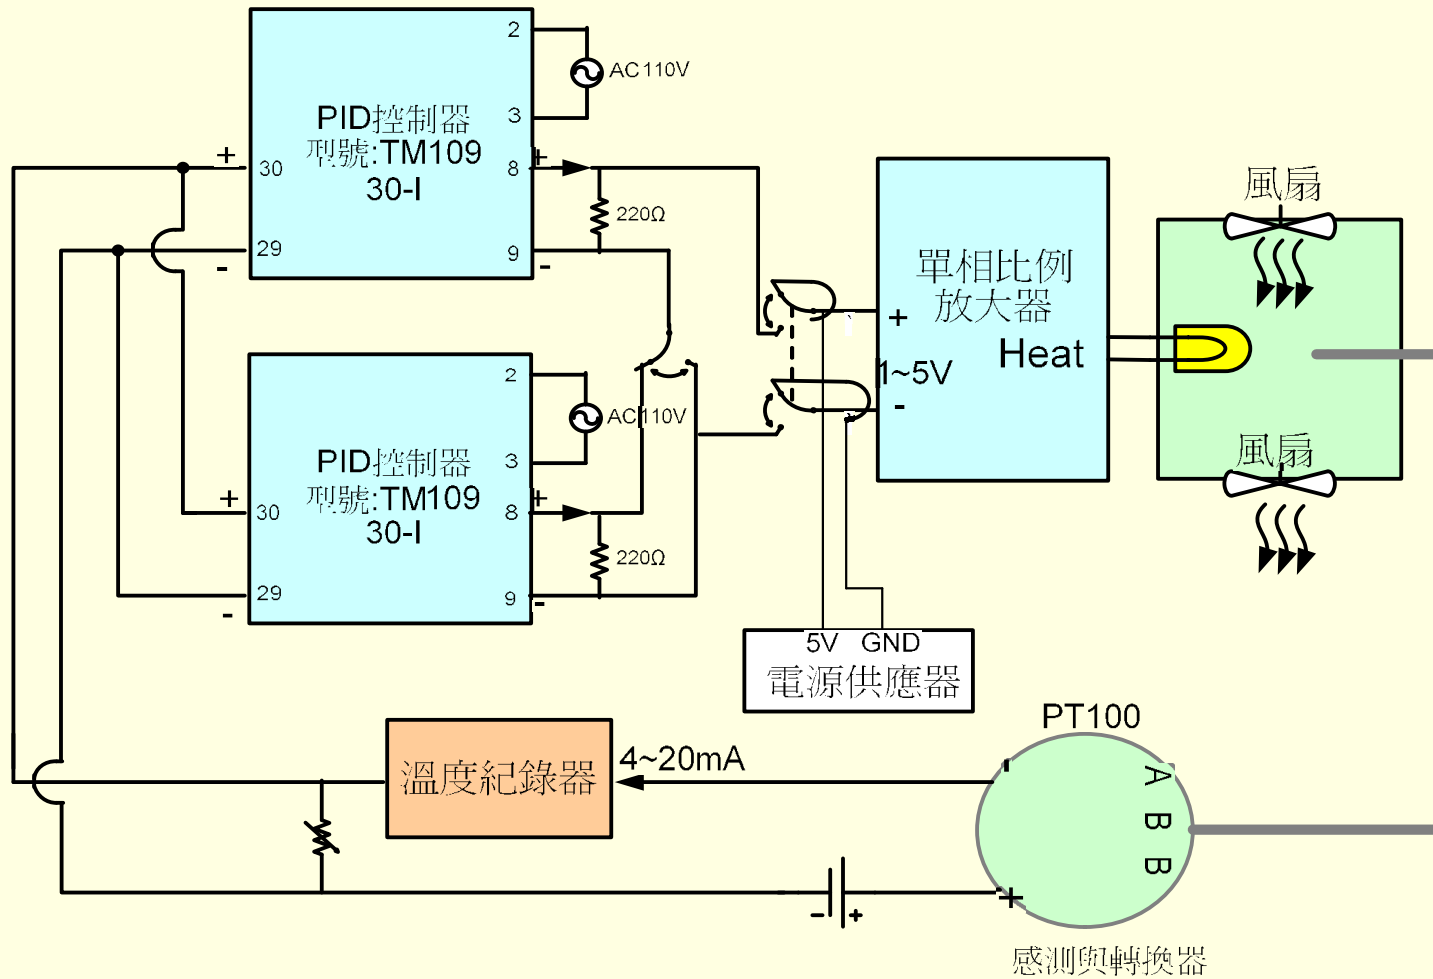 2
AC110V
3
PID控制器
型號:TM109
30-I
+
30
8
+
220Ω
29
-
9
-
2
AC110V
3
PID控制器
型號:TM109
30-I
+
30
8
+
220Ω
29
-
9
-
單相比例
放大器
+
Heat
1~5V
-
風扇
風扇
5V GND
電源供應器
溫度紀錄器
4~20mA
PT100
-
A
B
B
+
- +
感測與轉換器